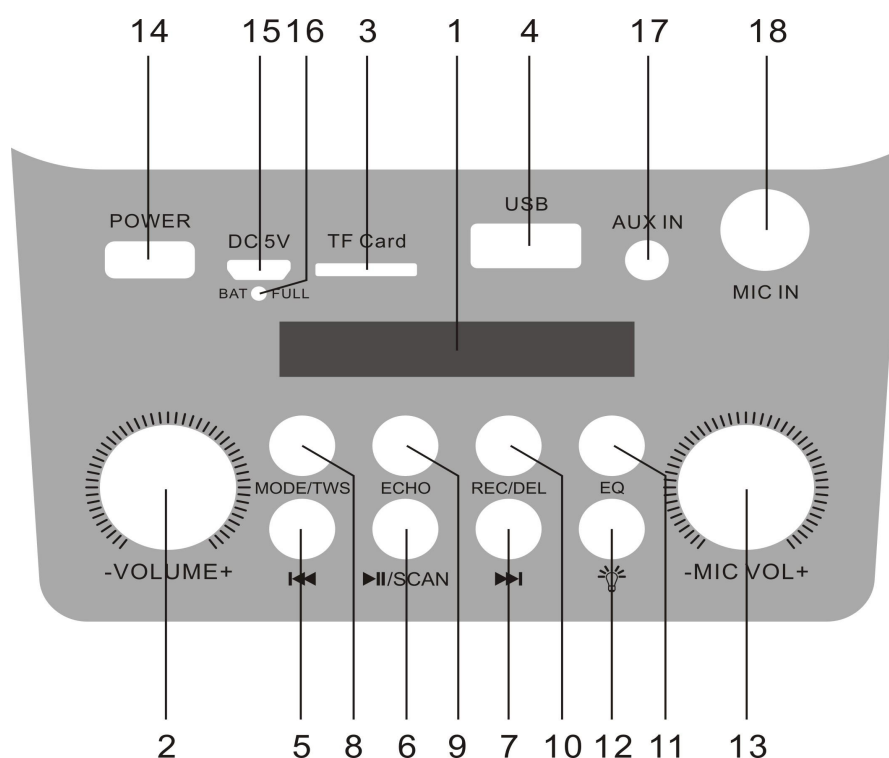 14 15 16 3 1 4 17 18
POWER
DC 5V
TF Card
USB
AUX IN
BAT FULL
MIC IN
MODE/TWS ECHO REC/DEL EQ
-VOLUME+
/SCAN
-MIC VOL+
2 5 8 6 9 7 10 12 11 13